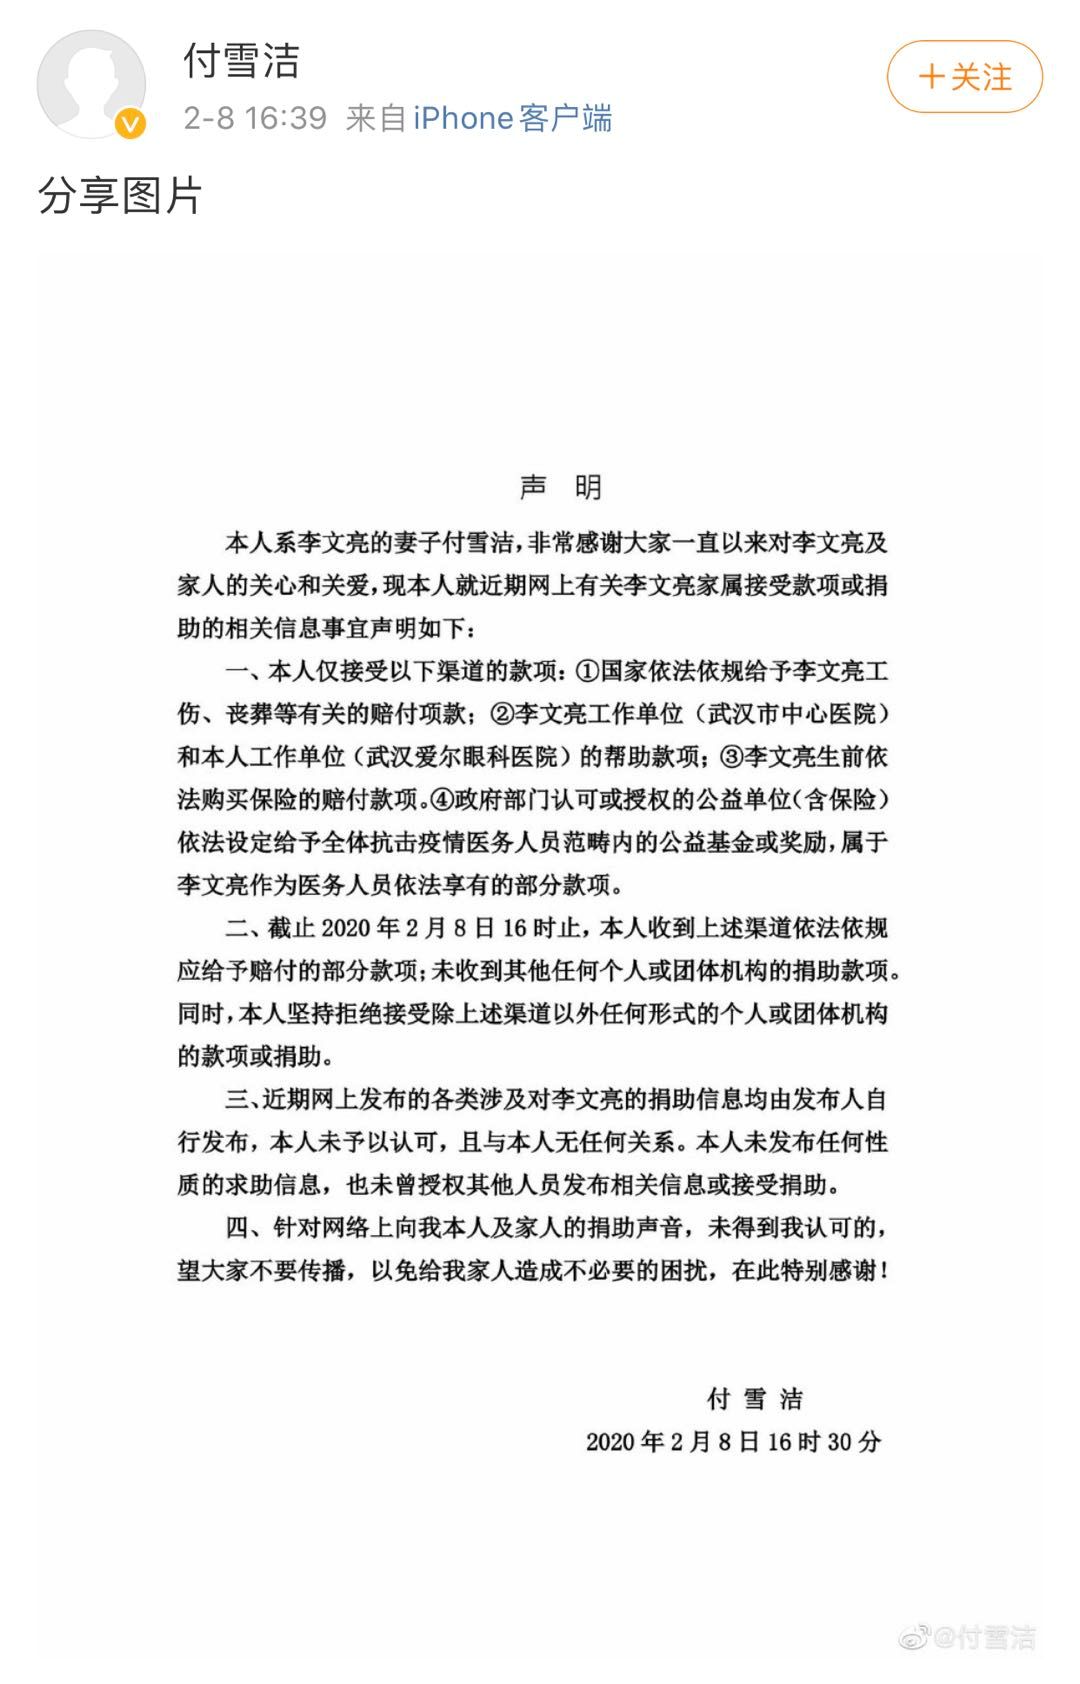 付雪洁
+关注
2-8 16:39 来自 iPhone客户端
分享图片
声 明
本人系李文亮的妻子付雪洁,非常感谢大家一直以来对李文亮及
家人的关心和关爱,现本人就近期网上有关李文亮家属接受款项或捐
助的相关信息事宜声明如下:
一、本人仅接受以下渠道的款项:①国家依法依规给予李文亮工
伤、丧葬等有关的赔付项款;②李文亮工作单位(武汉市中心医院)
和本人工作单位(武汉爱尔眼科医院)的帮助款项;③李文亮生前依
法购买保险的赔付款项。④政府部门认可或授权的公益单位(含保险)
依法设定给予全体抗击疫情医务人员范畴内的公益基金或奖励,属于
李文亮作为医务人员依法享有的部分款项。
二、截止2020年2月8日16时止,本人收到上述渠道依法依规
应给予赔付的部分款项;未收到其他任何个人或团体机构的捐助款项。
同时,本人坚持拒绝接受除上述渠道以外任何形式的个人或团体机构
的款项或捐助。
三、近期网上发布的各类涉及对李文亮的捐助信息均由发布人自
行发布,本人未予以认可,且与本人无任何关系。本人未发布任何性
质的求助信息,也未曾授权其他人员发布相关信息或接受捐助。
四、针对网络上向我本人及家人的捐助声音,未得到我认可的,
望大家不要传播,以免给我家人造成不必要的困扰,在此特别感谢!
付 雪 洁
2020年2月8日16时30分
@付雪洁